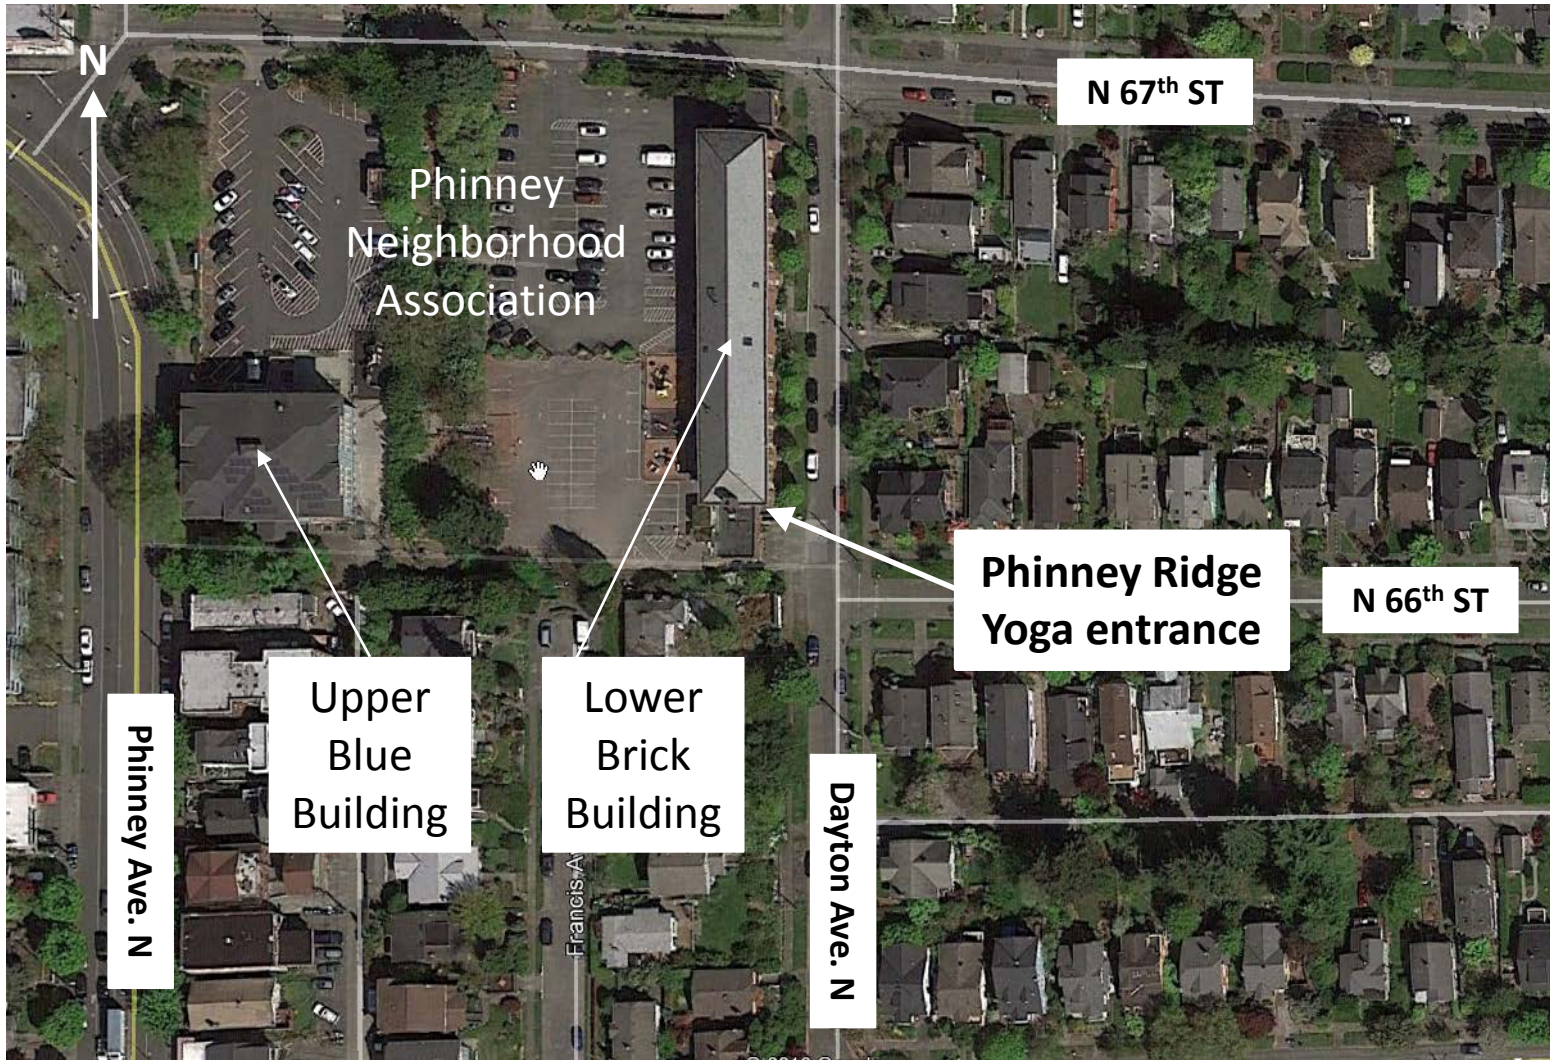 N
N 67th ST
Phinney
Neighborhood
Association
Phinney Ridge
Yoga entrance
N 66th ST
Upper
Blue
Building
Lower
Brick
Building
Phinney Ave. N
Dayton Ave. N
Francis